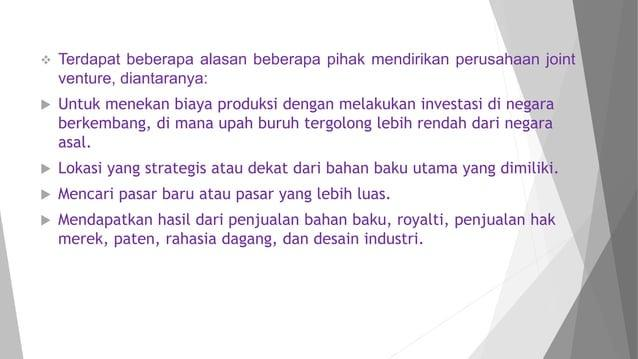 Terdapat beberapa alasan beberapa pihak mendirikan perusahaan joint
venture, diantaranya:
Untuk menekan biaya produksi dengan melakukan investasi di negara
berkembang, di mana upah buruh tergolong lebih rendah dari negara
asal.
Lokasi yang strategis atau dekat dari bahan baku utama yang dimiliki.
Mencari pasar baru atau pasar yang lebih luas.
Mendapatkan hasil dari penjualan bahan baku, royalti, penjualan hak
merek, paten, rahasia dagang, dan desain industri.